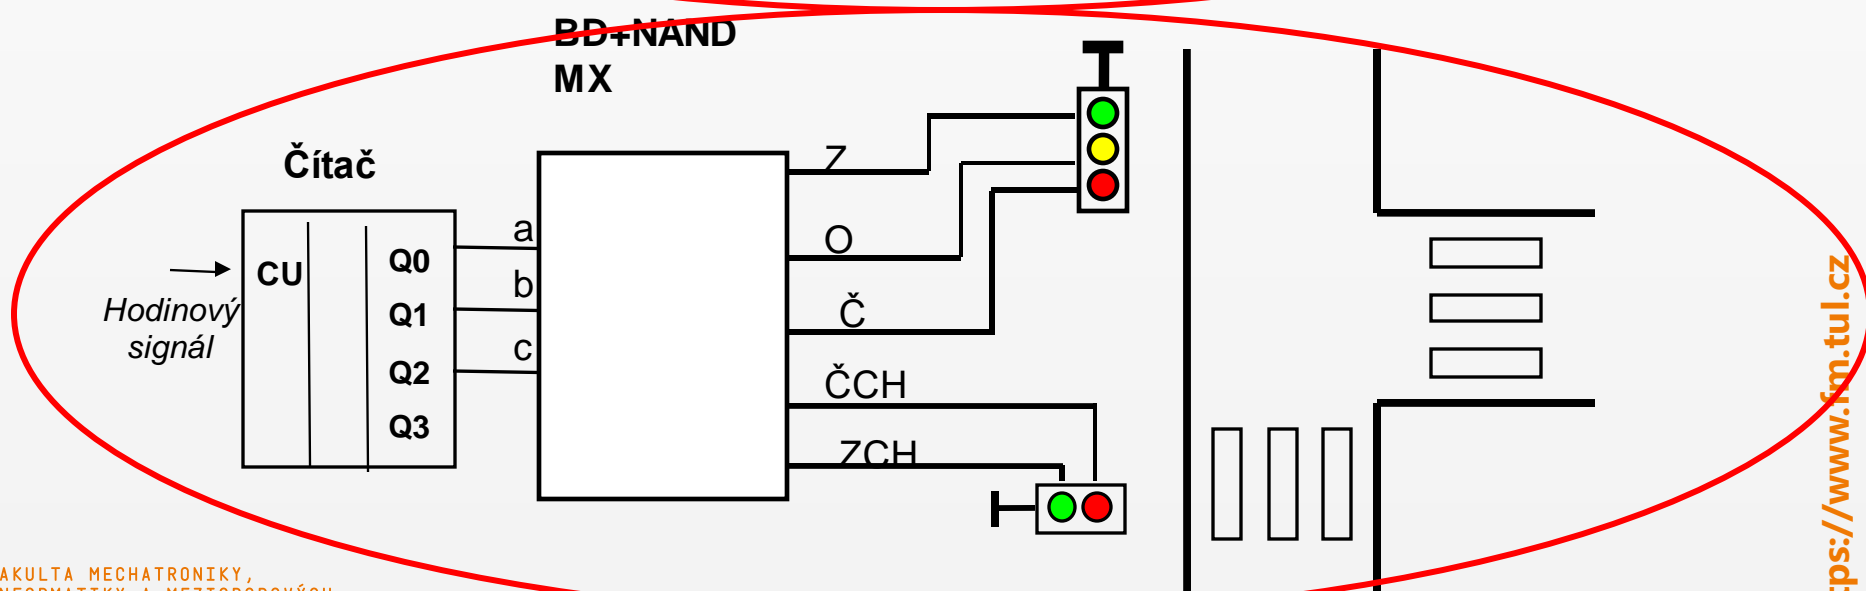 BD+NAND
MX
Čítač
CU
Hodinový
signál
Q0
Q1
Q2
Q3
a
b
c
Z
O
Č
ČCH
ZCH
AKULTA MECHATRONIKY,
tps://www.fm.tul.cz